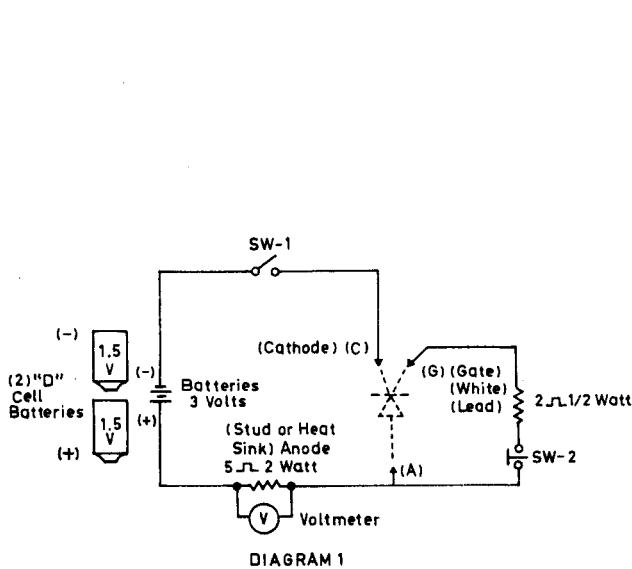 SW-1
(-)
1.5
V
(2) "D"
Cell
Batteries
1.5
V
(+)
(-)
(+)
Batteries
3 Volts
(Cathode) (C)
(G) (Gate)
(White)
(Lead)
2 Ω 1/2 Watt
SW-2
(Stud or Heat
Sink) Anode
5 Ω 2 Watt
(A)
V
Voltmeter
DIAGRAM 1